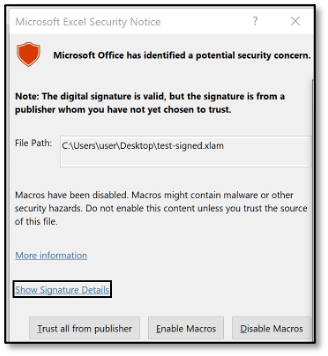 Microsoft Excel Security Notice
Microsoft Office has identified a potential security concern.
Note: The digital signature is valid, but the signature is from a
publisher whom you have not yet chosen to trust.
File Path: C:\Users\user\Desktop\test-signed.xlam
Macros have been disabled. Macros might contain malware or other
security hazards. Do not enable this content unless you trust the source
of this file.
More information
Show Signature Details
Trust all from publisher Enable Macros Disable Macros